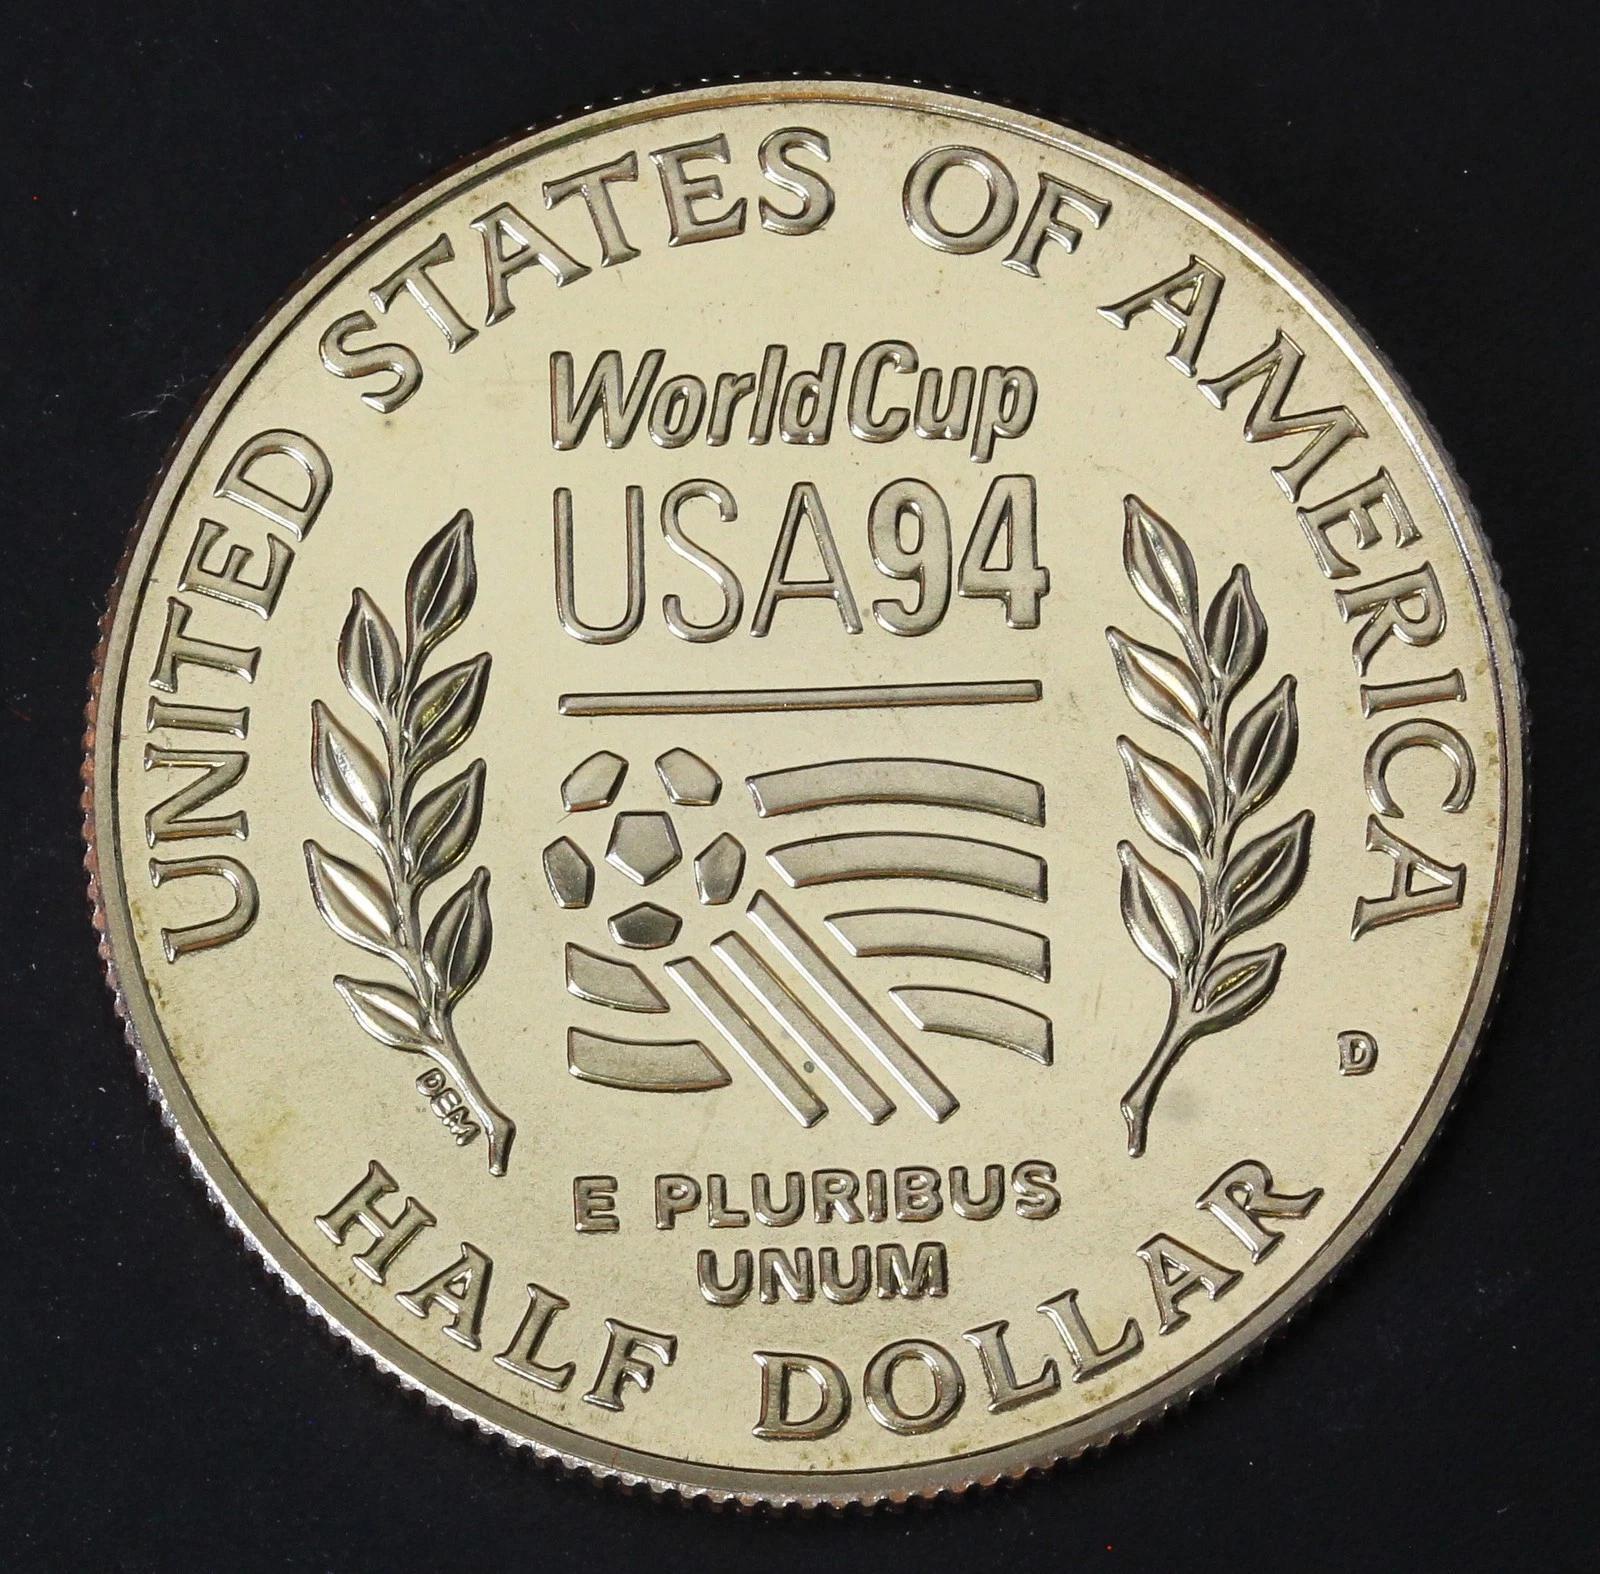 UNITED STATES OF AMERICA
WorldCup
USA94
D
DEM
E PLURIBUS
UNUM
HALF DOLLAR